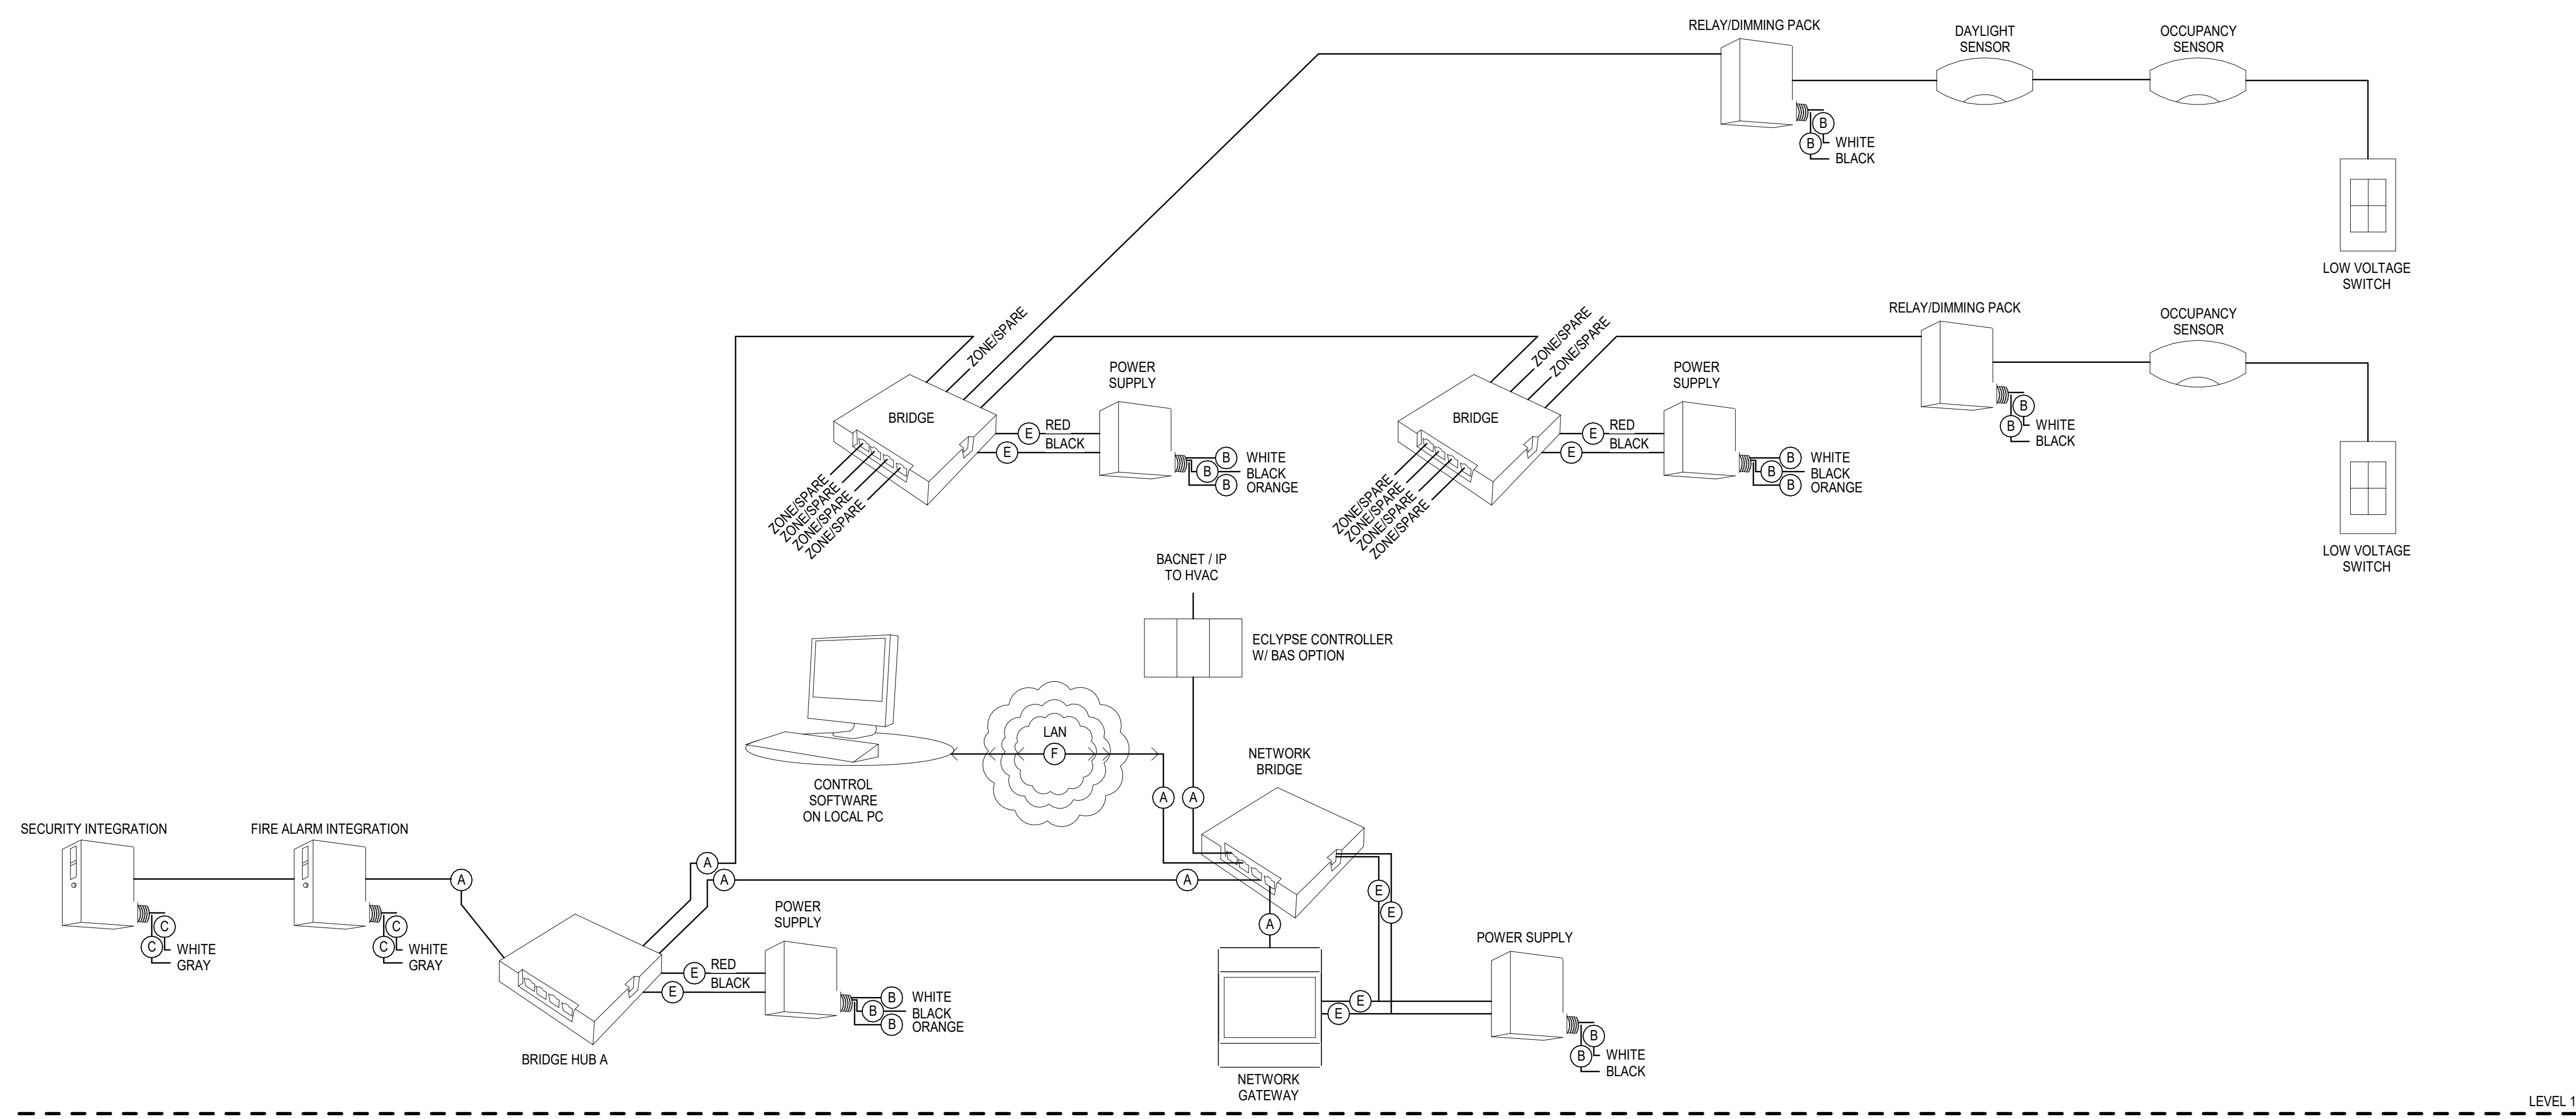 RELAY/DIMMING PACK
DAYLIGHT
SENSOR
OCCUPANCY
SENSOR
B
B
WHITE
BLACK
LOW VOLTAGE
SWITCH
ZONE/SPARE
BRIDGE
E
RED
E
BLACK
POWER
SUPPLY
B
WHITE
B
BLACK
B
ORANGE
ZONE/SPARE
ZONE/SPARE
ZONE/SPARE
ZONE/SPARE
ZONE/SPARE
ZONE/SPARE
BRIDGE
E
RED
E
BLACK
POWER
SUPPLY
B
WHITE
B
BLACK
B
ORANGE
ZONE/SPARE
ZONE/SPARE
ZONE/SPARE
ZONE/SPARE
RELAY/DIMMING PACK
OCCUPANCY
SENSOR
B
B
WHITE
BLACK
LOW VOLTAGE
SWITCH
BACNET / IP
TO HVAC
ECLYPSE CONTROLLER
W/ BAS OPTION
LAN
F
CONTROL
SOFTWARE
ON LOCAL PC
A
A
NETWORK
BRIDGE
SECURITY INTEGRATION
C
C
WHITE
GRAY
FIRE ALARM INTEGRATION
C
C
WHITE
GRAY
A
A
A
A
BRIDGE HUB A
E
RED
E
BLACK
POWER
SUPPLY
B
WHITE
B
BLACK
B
ORANGE
A
E
E
E
E
NETWORK
GATEWAY
POWER SUPPLY
B
B
WHITE
BLACK
LEVEL 1